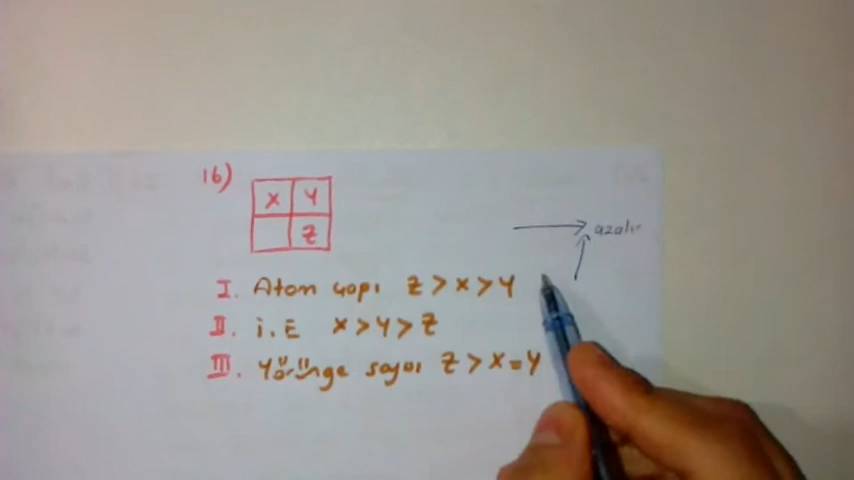 16)
X Y
Z
azalır
I. Atom çapı Z > X > Y
II. i.E X > Y > Z
III. Yörünge sayısı Z > X = Y